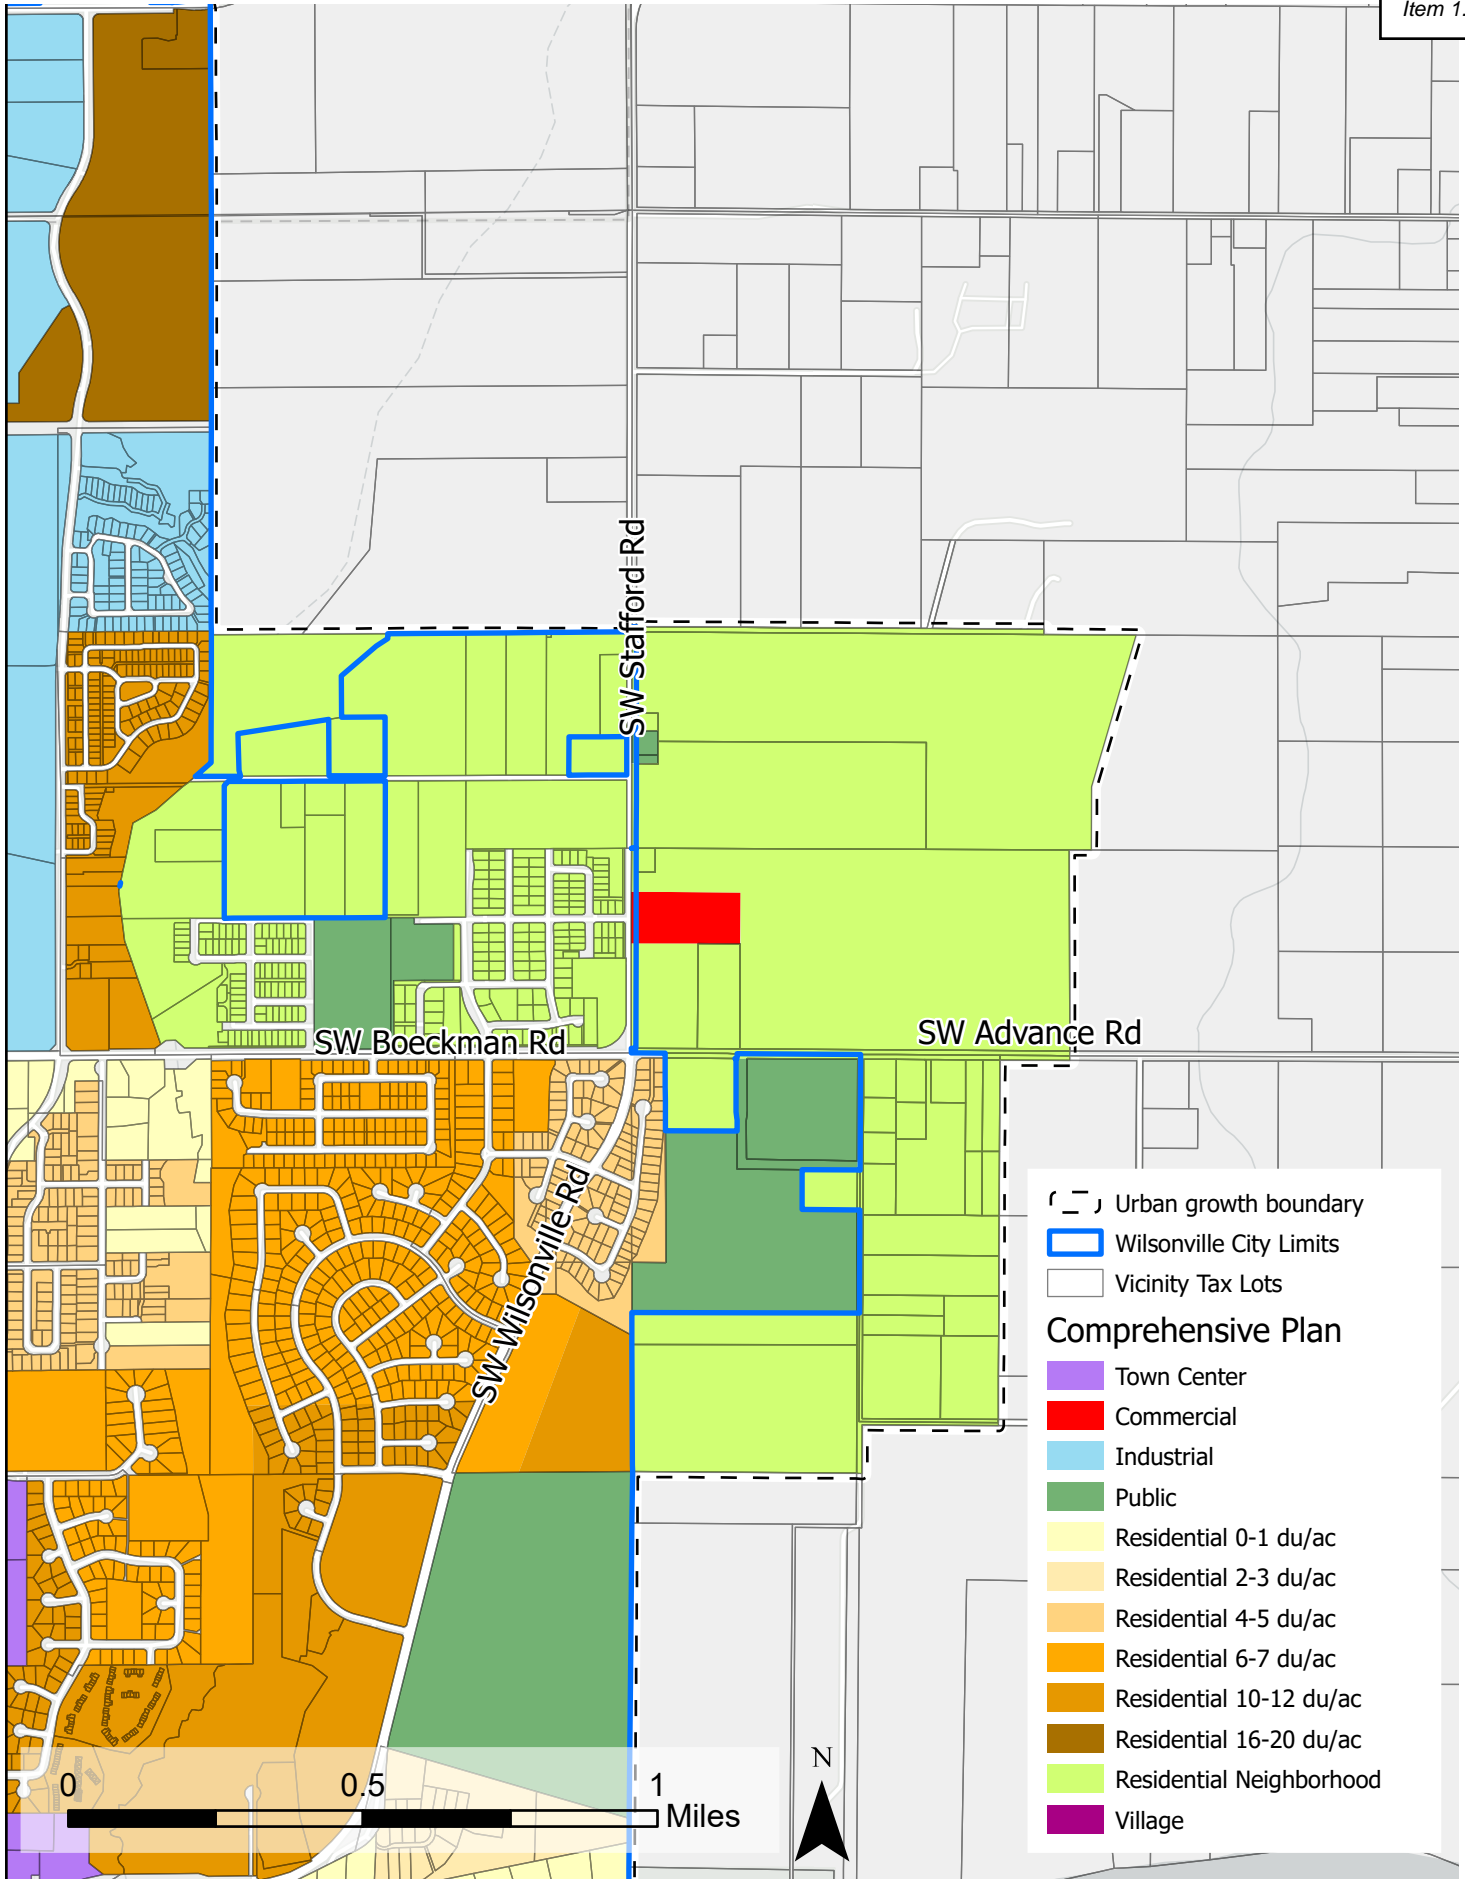 Item 1.
SW Stafford Rd
SW Boeckman Rd
SW Advance Rd
SW Wilsonville Rd
Urban growth boundary
Wilsonville City Limits
Vicinity Tax Lots
Comprehensive Plan
Town Center
Commercial
Industrial
Public
Residential 0-1 du/ac
Residential 2-3 du/ac
Residential 4-5 du/ac
Residential 6-7 du/ac
Residential 10-12 du/ac
Residential 16-20 du/ac
Residential Neighborhood
Village
N
0 0.5 1
Miles